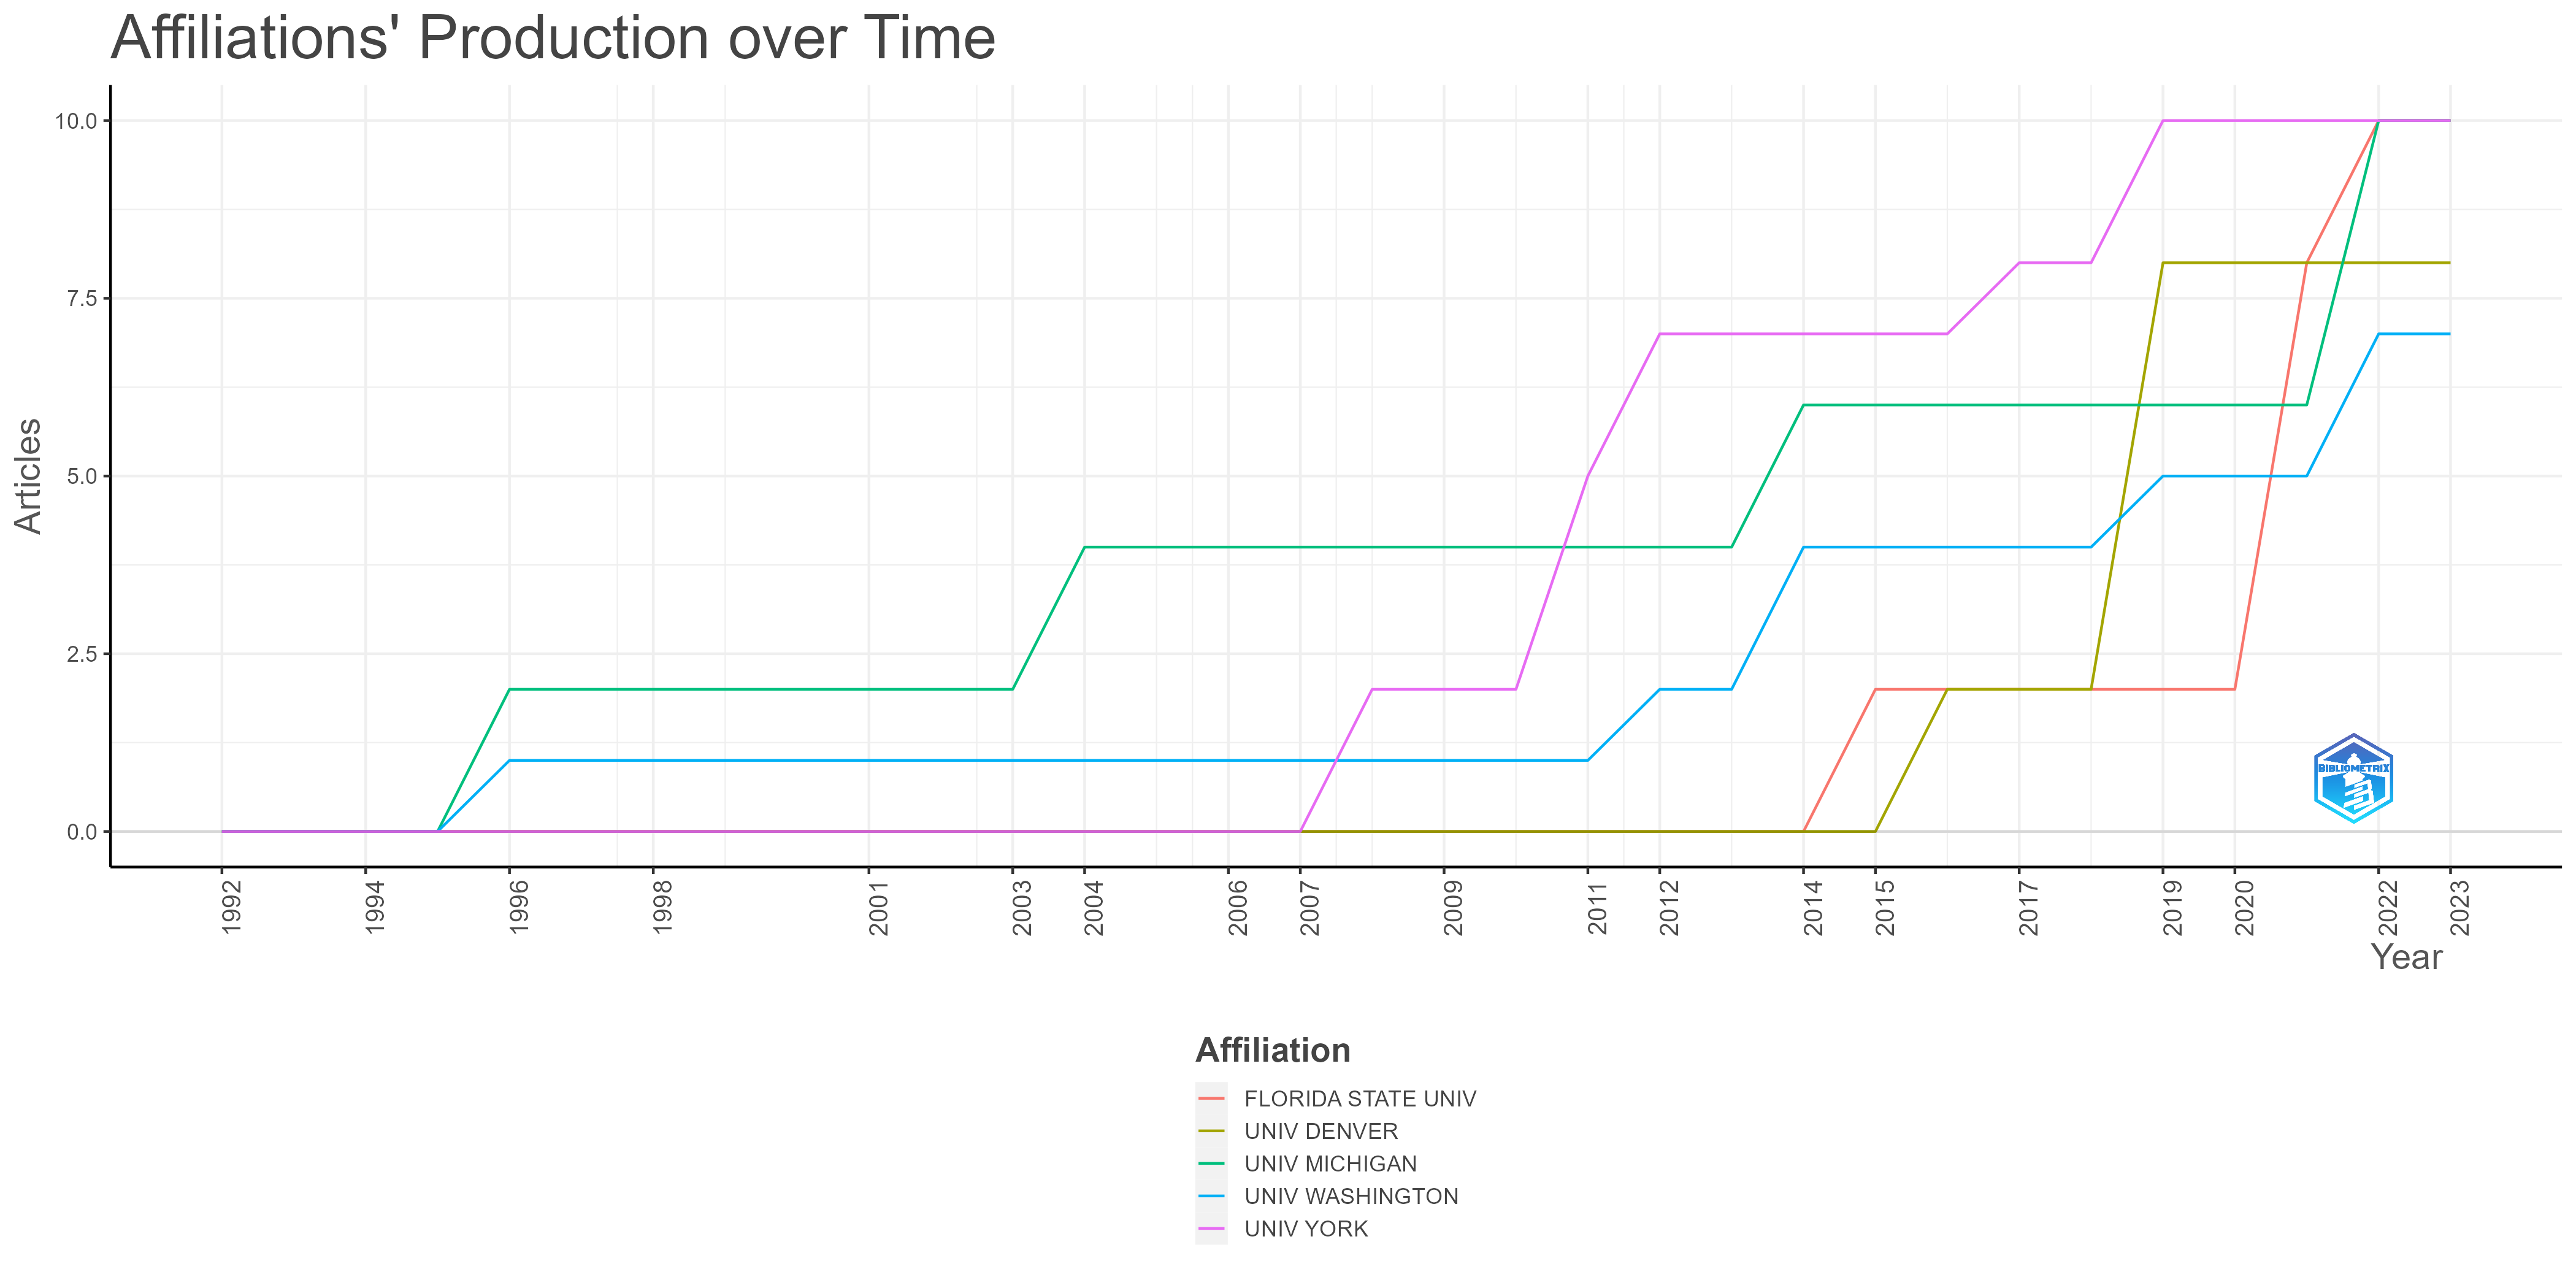 Affiliations' Production over Time
10.0
7.5
5.0
2.5
0.0
Articles
1992
1994
1996
1998
2001
2003
2004
2006
2007
2009
2011
2012
2014
2015
2017
2019
2020
2022
2023
Year
BIBLIOMETRIX
Affiliation
FLORIDA STATE UNIV
UNIV DENVER
UNIV MICHIGAN
UNIV WASHINGTON
UNIV YORK